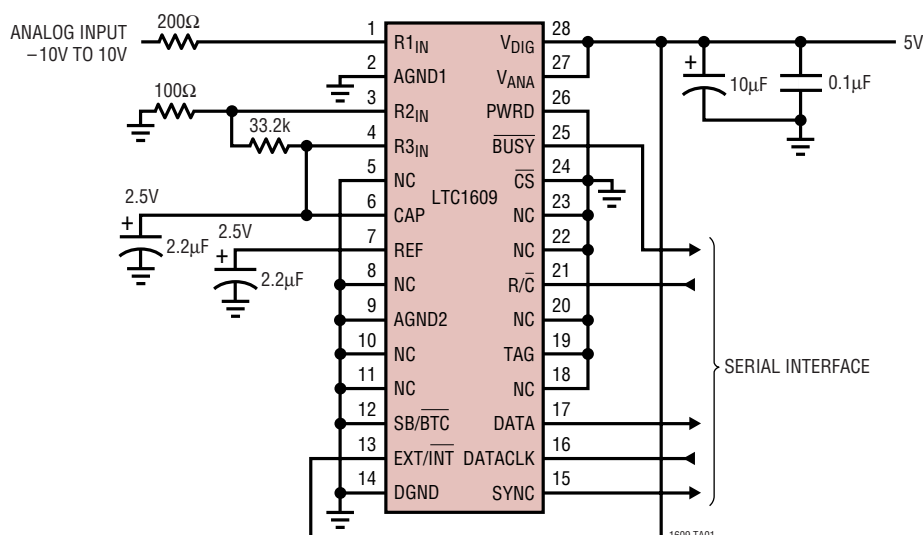 ANALOG INPUT
–10V TO 10V
200Ω
100Ω
33.2k
2.5V
2.2µF
2.5V
2.2µF
1 R1IN
2 AGND1
3 R2IN
4 R3IN
5 NC
6 CAP
7 REF
8 NC
9 AGND2
10 NC
11 NC
12 SB/BTC
13 EXT/INT
14 DGND
LTC1609
28 VDIG
27 VANA
26 PWRD
25 BUSY
24 CS
23 NC
22 NC
21 R/C
20 NC
19 TAG
18 NC
17 DATA
16 DATACLK
15 SYNC
5V
+
10µF
0.1µF
+
+
SERIAL INTERFACE
1609 TA01